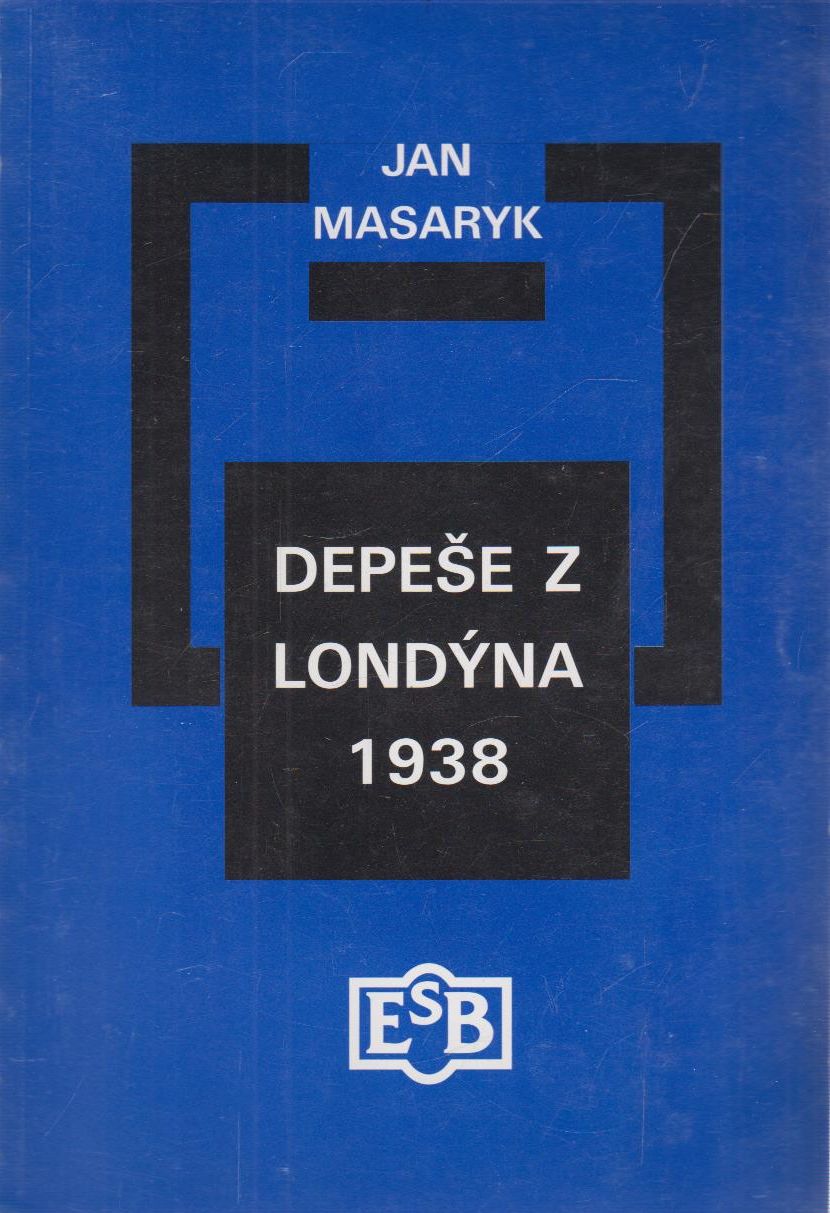 JAN
MASARYK
DEPEŠE Z
LONDÝNA
1938
ESB